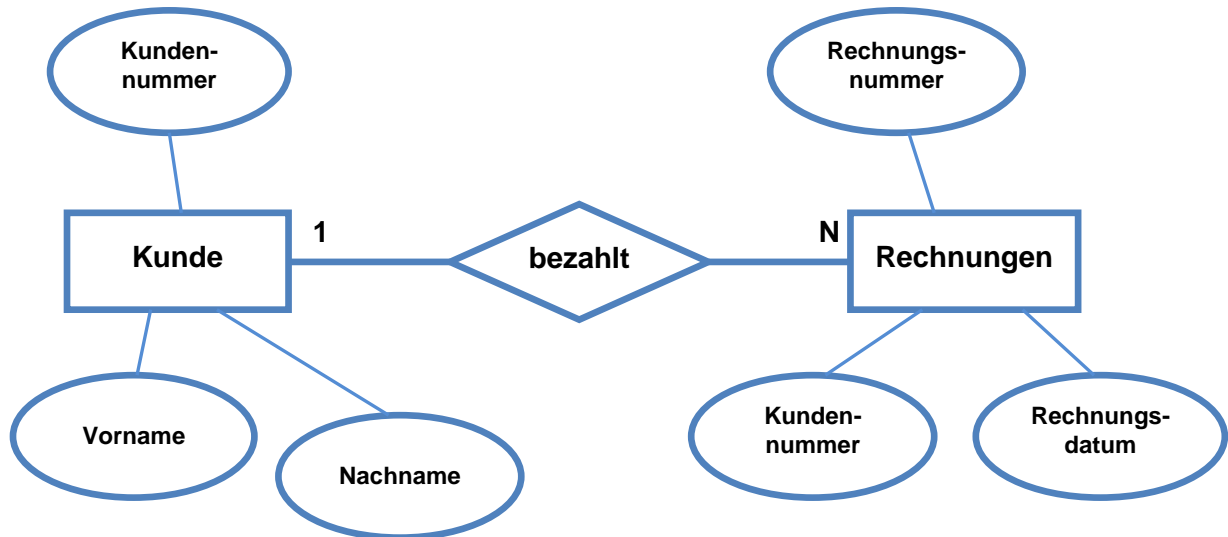 Kunden-
nummer
Rechnungs-
nummer
1
N
Kunde
bezahlt
Rechnungen
Vorname
Nachname
Kunden-
nummer
Rechnungs-
datum